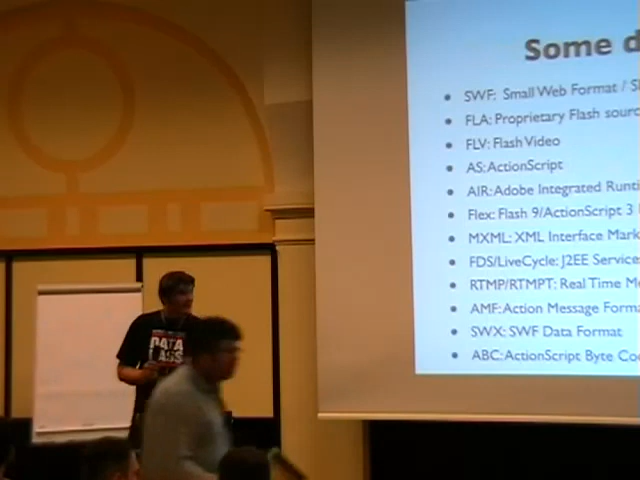 Some d
• SWF: Small Web Format / S
• FLA: Proprietary Flash sourc
• FLV: Flash Video
• AS: ActionScript
• AIR: Adobe Integrated Runti
• Flex: Flash 9/ActionScript 3
• MXML: XML Interface Mark
• FDS/LiveCycle: J2EE Service
• RTMP/RTMPT: Real Time Me
• AMF: Action Message Forma
• SWX: SWF Data Format
• ABC: ActionScript Byte Co
DATA